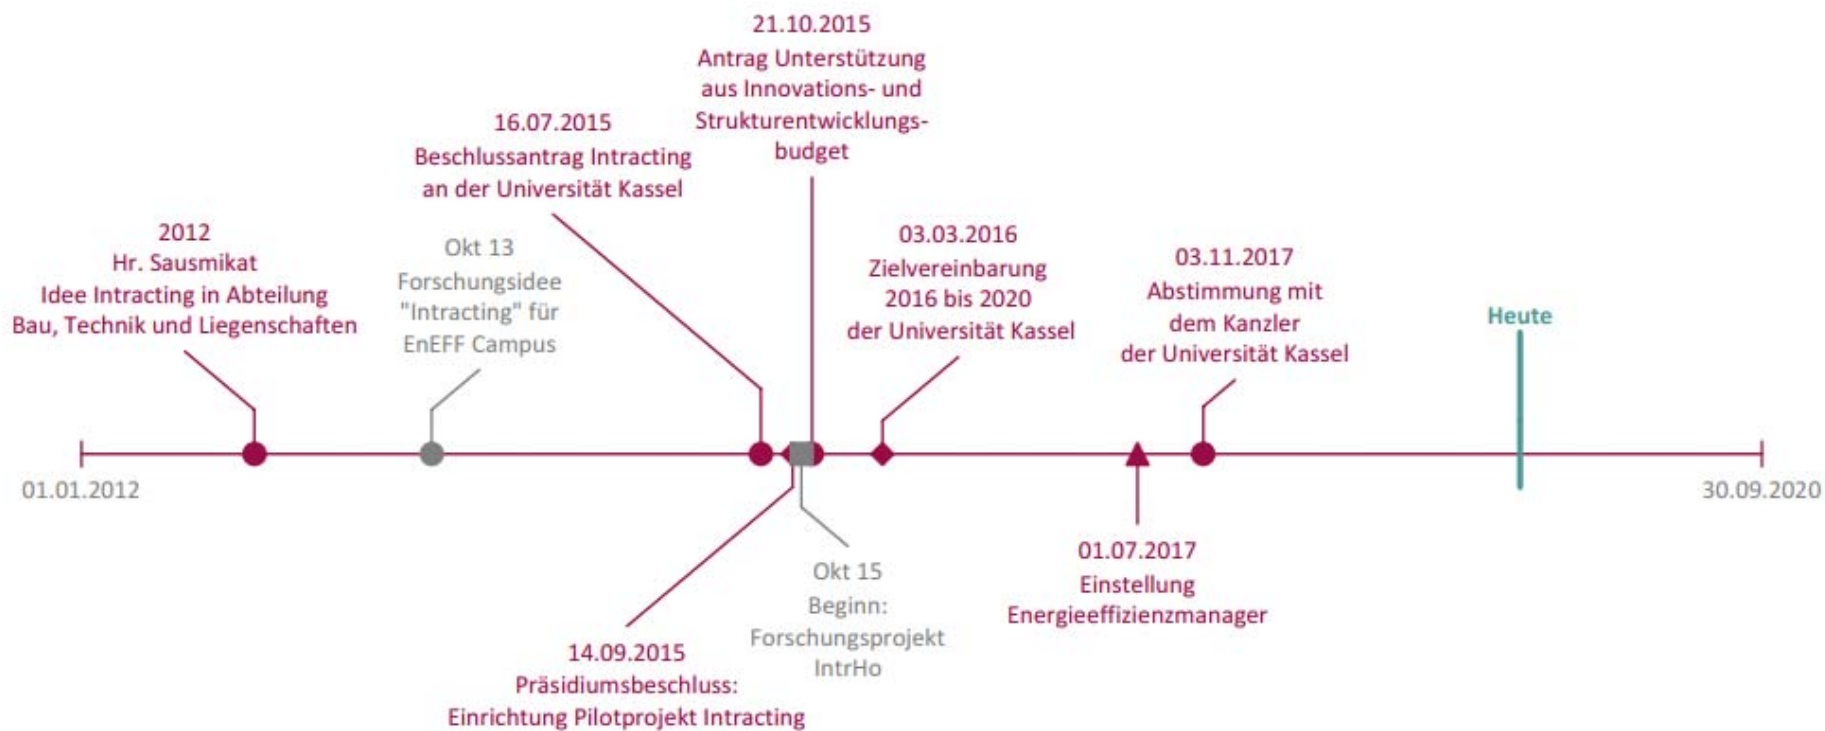 21.10.2015
Antrag Unterstützung
aus Innovations- und
Strukturentwicklungs-
budget
16.07.2015
Beschlussantrag Intracting
an der Universität Kassel
2012
Hr. Sausmikat
Idee Intracting in Abteilung
Bau, Technik und Liegenschaften
Okt 13
Forschungsidee
"Intracting" für
EnEFF Campus
03.03.2016
Zielvereinbarung
2016 bis 2020
der Universität Kassel
03.11.2017
Abstimmung mit
dem Kanzler
der Universität Kassel
Heute
01.01.2012
30.09.2020
14.09.2015
Präsidiumsbeschluss:
Einrichtung Pilotprojekt Intracting
Okt 15
Beginn:
Forschungsprojekt
IntrHo
01.07.2017
Einstellung
Energieeffizienzmanager